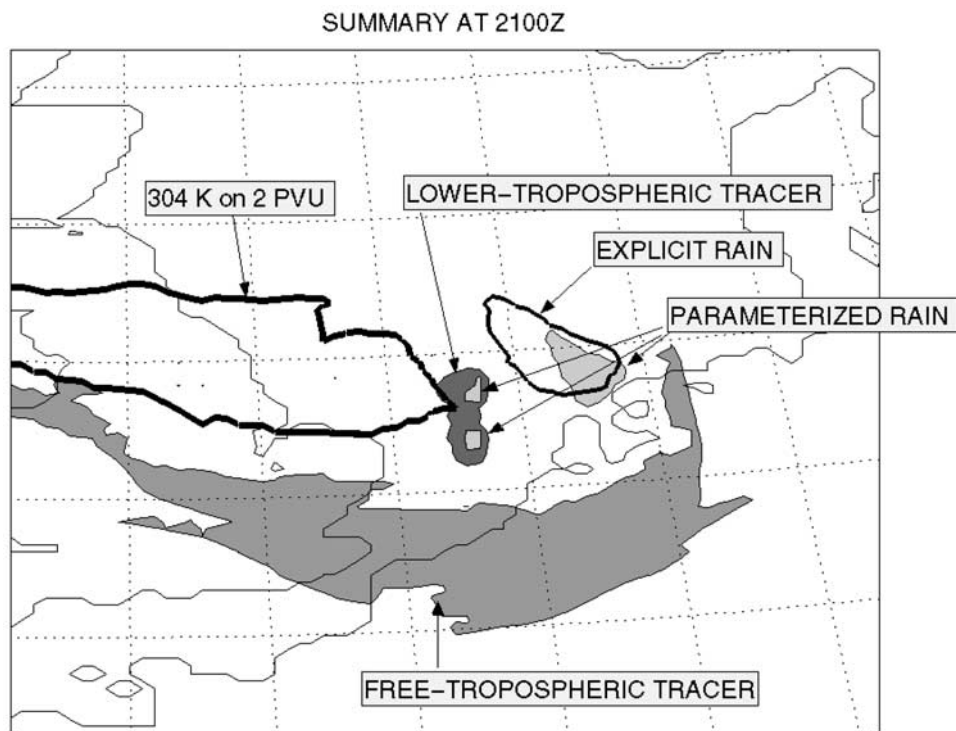 SUMMARY AT 2100Z
304 K on 2 PVU
LOWER−TROPOSPHERIC TRACER
EXPLICIT RAIN
PARAMETERIZED RAIN
FREE−TROPOSPHERIC TRACER